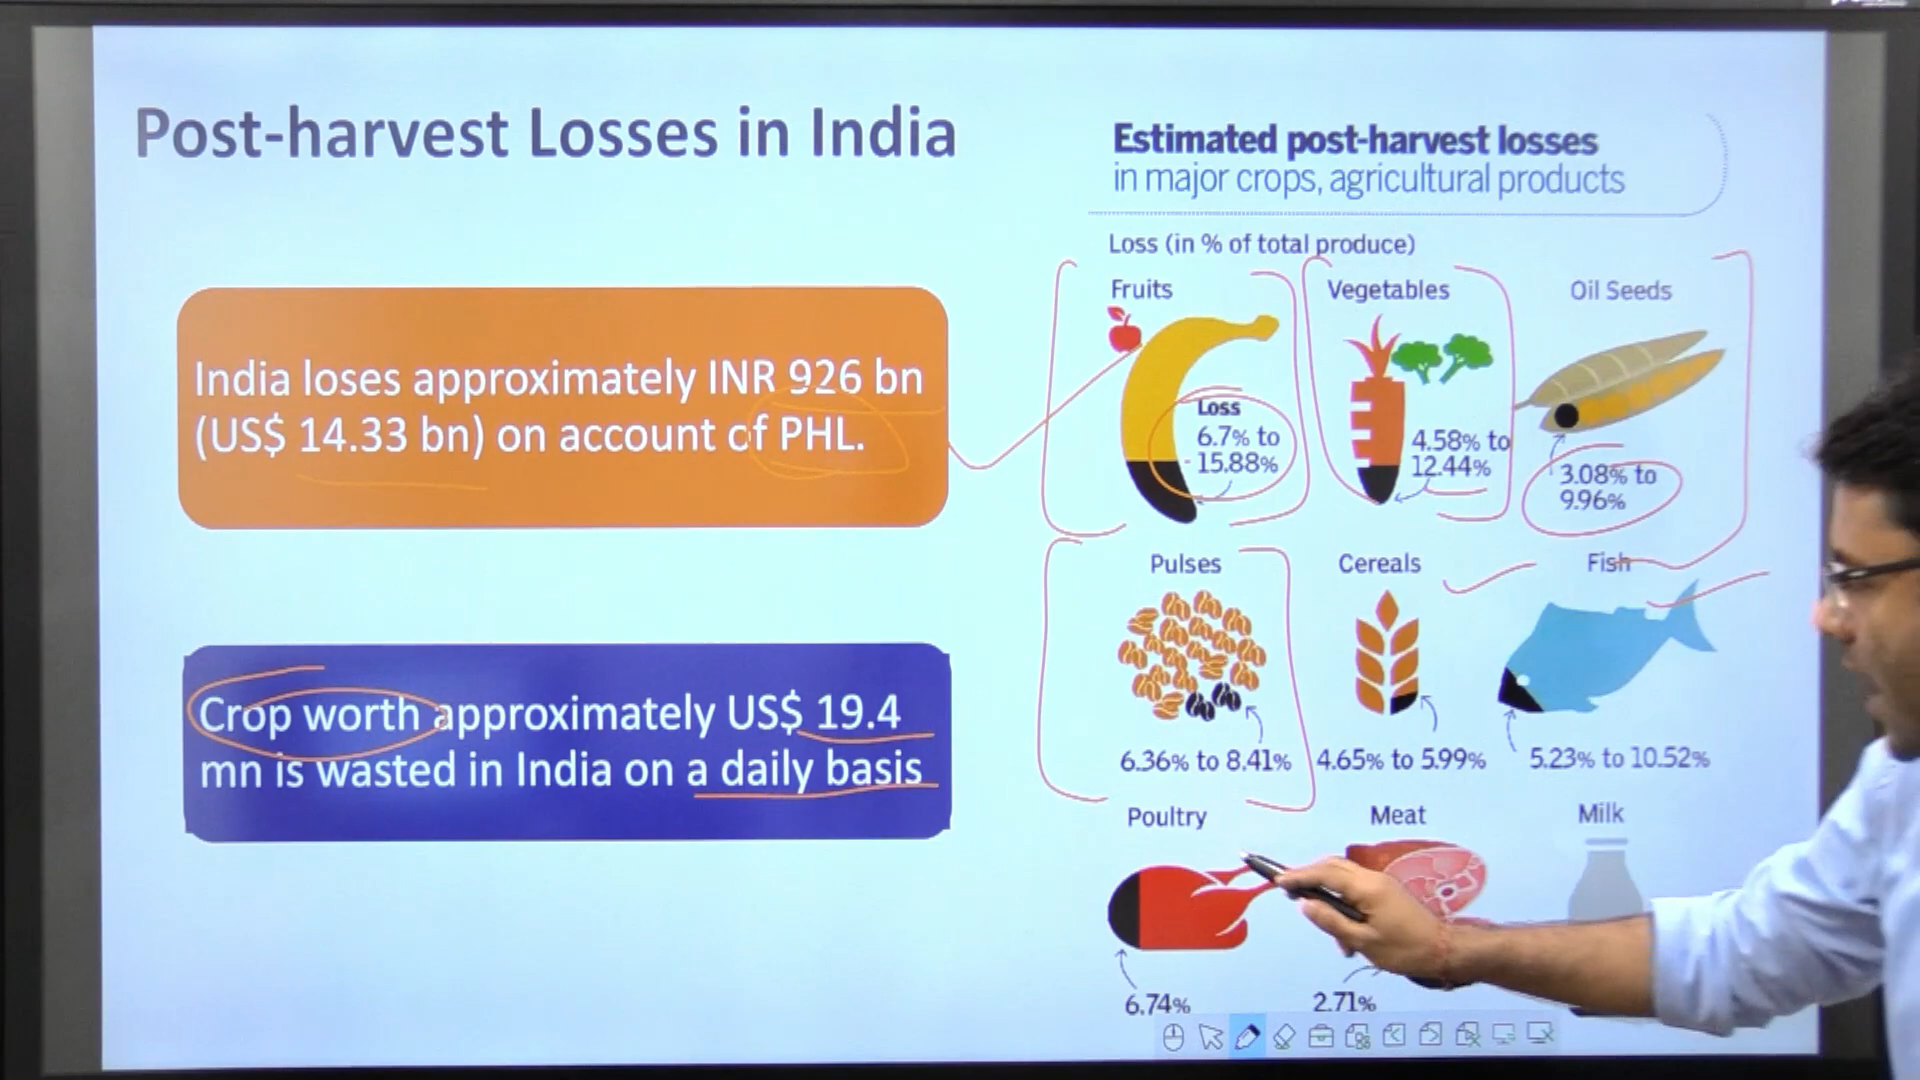 Post-harvest Losses in India
India loses approximately INR 926 bn
(US$ 14.33 bn) on account of PHL.
Crop worth approximately US$ 19.4
mn is wasted in India on a daily basis
Estimated post-harvest losses
in major crops, agricultural products
Loss (in % of total produce)
Fruits
Loss
6.7% to
15.88%
Vegetables
4.58% to
12.44%
Oil Seeds
3.08% to
9.96%
Pulses
6.36% to 8.41%
Cereals
4.65% to 5.99%
Fish
5.23% to 10.52%
Poultry
6.74%
Meat
2.71%
Milk